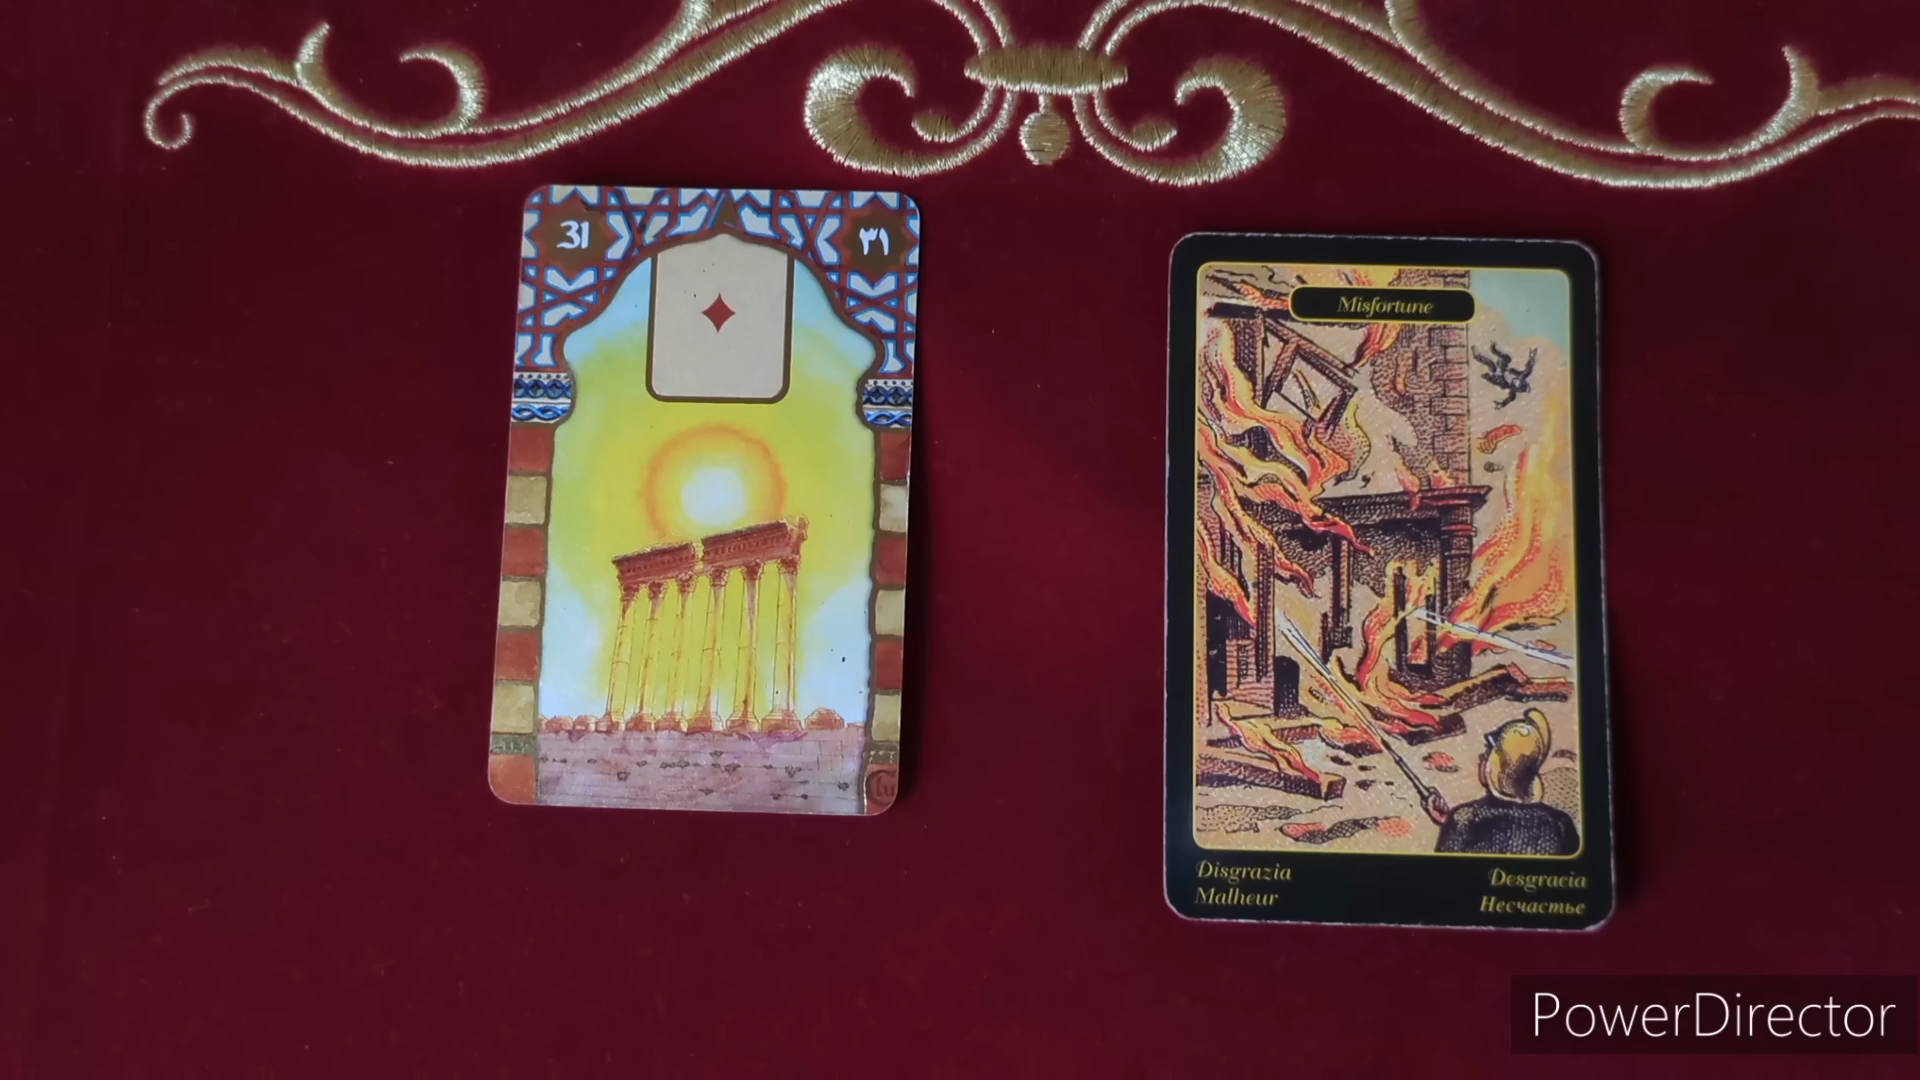 31
٣١
Misfortune
Disgrazia
Malheur
Desgracia
Несчастье
PowerDirector